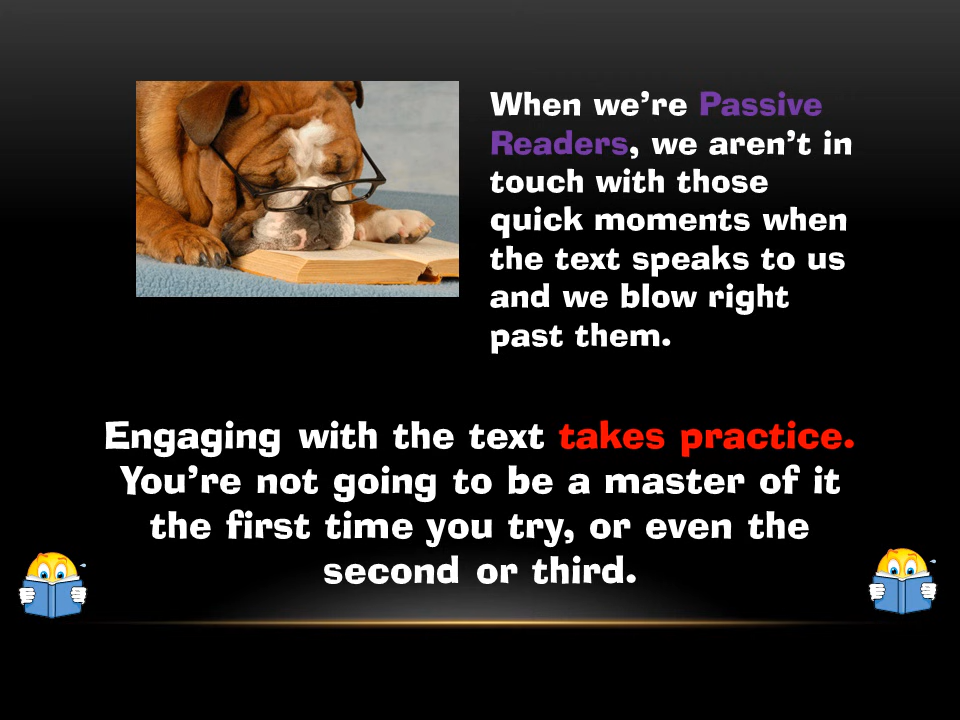 When we’re Passive
Readers, we aren’t in
touch with those
quick moments when
the text speaks to us
and we blow right
past them.
Engaging with the text takes practice.
You’re not going to be a master of it
the first time you try, or even the
second or third.